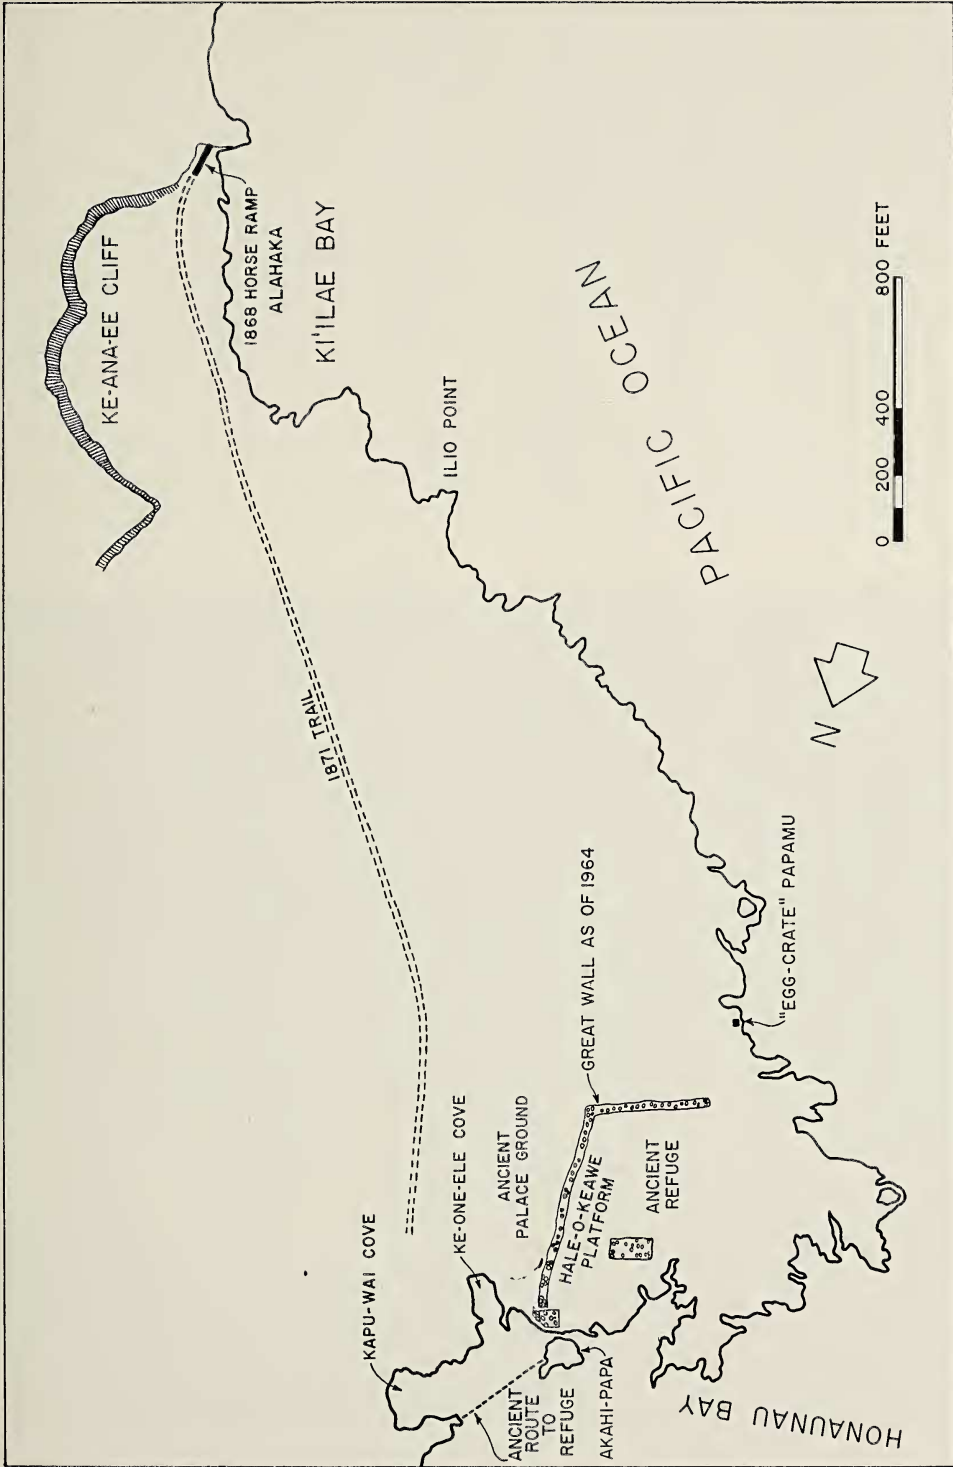 KE-ANA-EE CLIFF
1868 HORSE RAMP
ALAHAKA
KI'ILAE BAY
ILIO POINT
PACIFIC OCEAN
0 200 400 800 FEET
N
1871 TRAIL
"EGG-CRATE" PAPAMU
GREAT WALL AS OF 1964
KAPU-WAI COVE
KE-ONE-ELE COVE
ANCIENT
PALACE GROUND
HALE-O-KEAWE
PLATFORM
ANCIENT
REFUGE
ANCIENT
ROUTE
TO
REFUGE
AKAHI-PAPA
HONAUNAU BAY